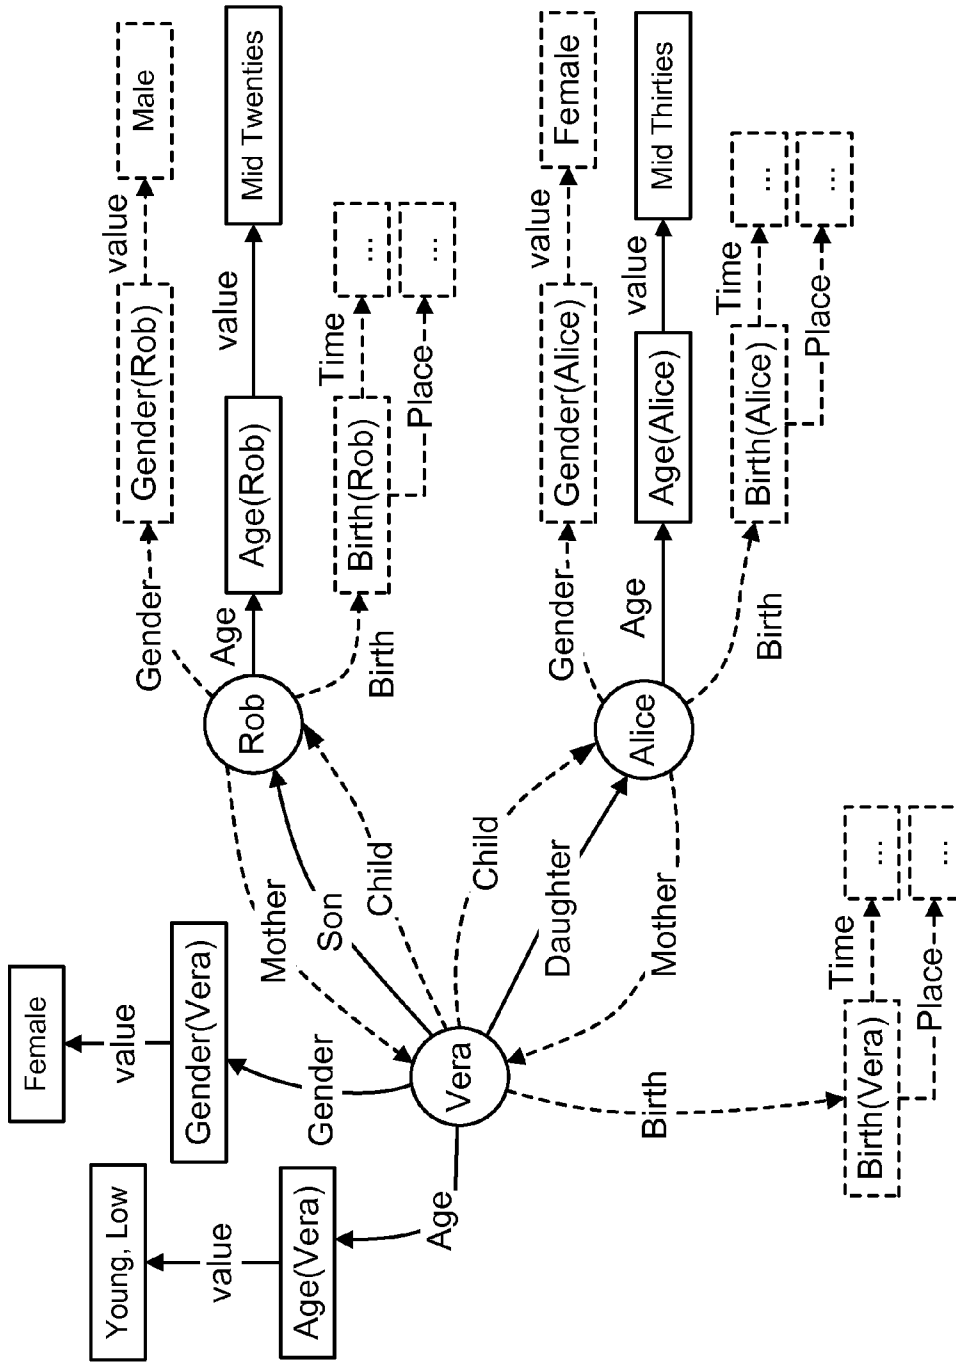 Young, Low
value
Age(Vera)
Age
Female
value
Gender(Vera)
Gender
Vera
Birth
Birth(Vera)
Time
...
Place
...
Mother
Son
Child
Rob
Gender
Gender(Rob)
value
Male
Age
Age(Rob)
value
Mid Twenties
Birth
Birth(Rob)
Time
...
Place
...
Child
Daughter
Mother
Alice
Gender
Gender(Alice)
value
Female
Age
Age(Alice)
value
Mid Thirties
Birth
Birth(Alice)
Time
...
Place
...